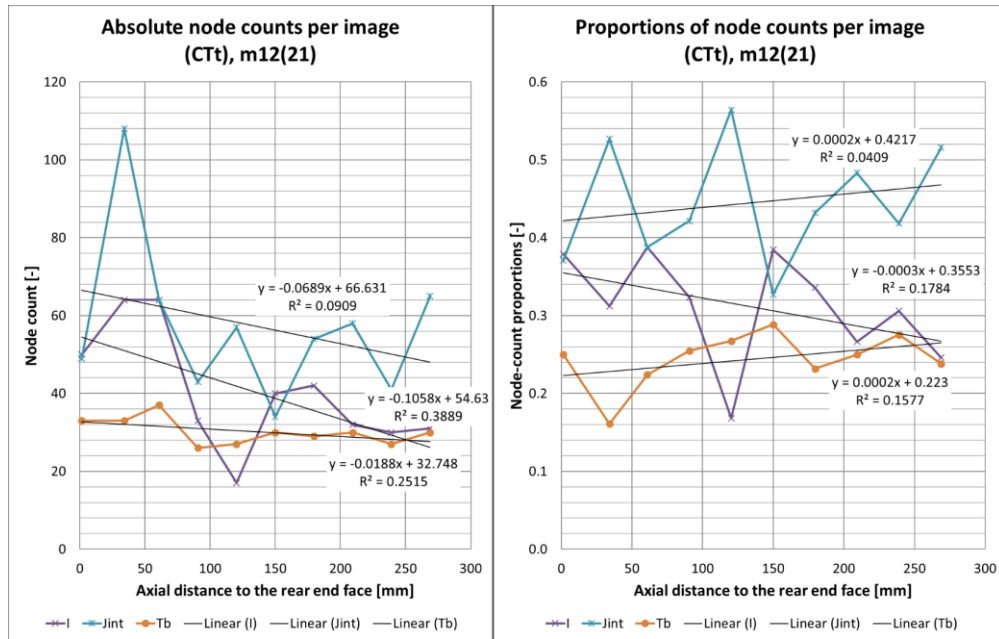 Absolute node counts per image
(CTt), m12(21)
120
100
80
60
40
20
0
Node count [-]
y = -0.0689x + 66.631
R² = 0.0909
y = -0.1058x + 54.63
R² = 0.3889
y = -0.0188x + 32.748
R² = 0.2515
0 50 100 150 200 250 300
Axial distance to the rear end face [mm]
I Jint Tb Linear (I) Linear (Jint) Linear (Tb)
Proportions of node counts per image
(CTt), m12(21)
0.6
0.5
0.4
0.3
0.2
0.1
0.0
Node-count proportions [-]
y = 0.0002x + 0.4217
R² = 0.0409
y = -0.0003x + 0.3553
R² = 0.1784
y = 0.0002x + 0.223
R² = 0.1577
0 50 100 150 200 250 300
Axial distance to the rear end face [mm]
I Jint Tb Linear (I) Linear (Jint) Linear (Tb)